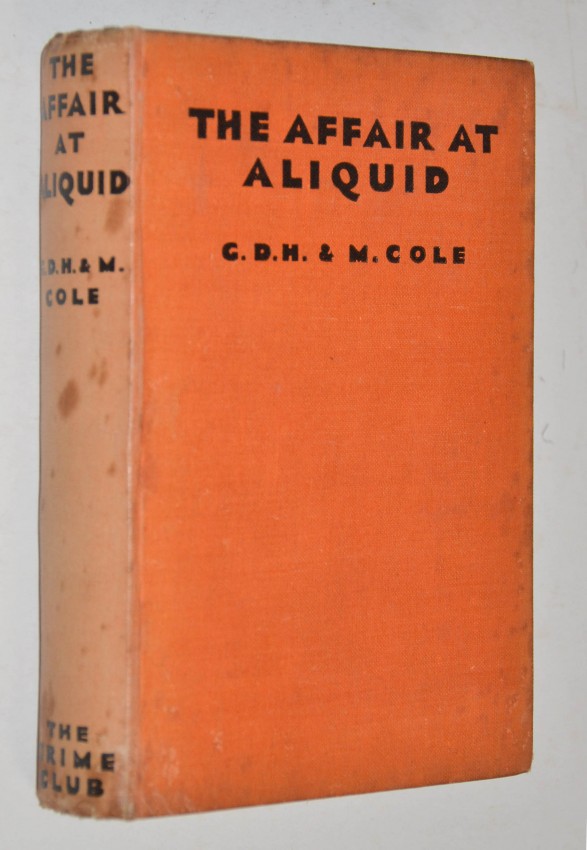 THE
AFFAIR
AT
ALIQUID
G.D.H. & M.
COLE
THE
CRIME
CLUB
THE AFFAIR AT
ALIQUID
G.D.H. & M. COLE